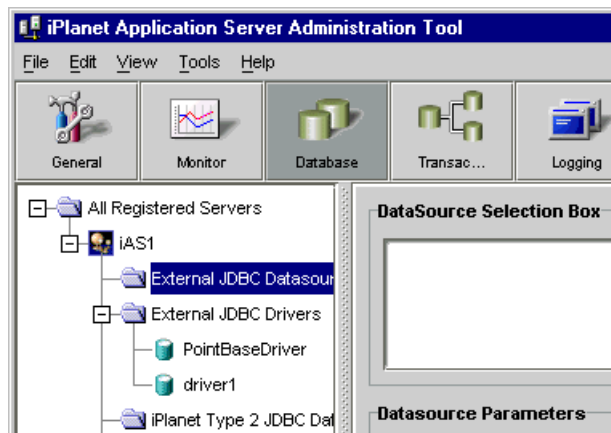 iPlanet Application Server Administration Tool
File Edit View Tools Help
General Monitor Database Transac... Logging
All Registered Servers
iAS1
External JDBC Datasour
External JDBC Drivers
PointBaseDriver
driver1
iPlanet Type 2 JDBC Dat
DataSource Selection Box
Datasource Parameters